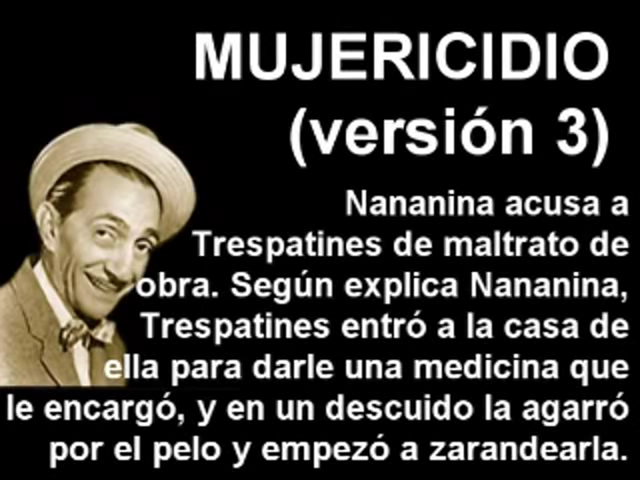 MUJERICIDIO
(versión 3)
Nananina acusa a
Trespatines de maltrato de
obra. Según explica Nananina,
Trespatines entró a la casa de
ella para darle una medicina que
le encargó, y en un descuido la agarró
por el pelo y empezó a zarandearla.